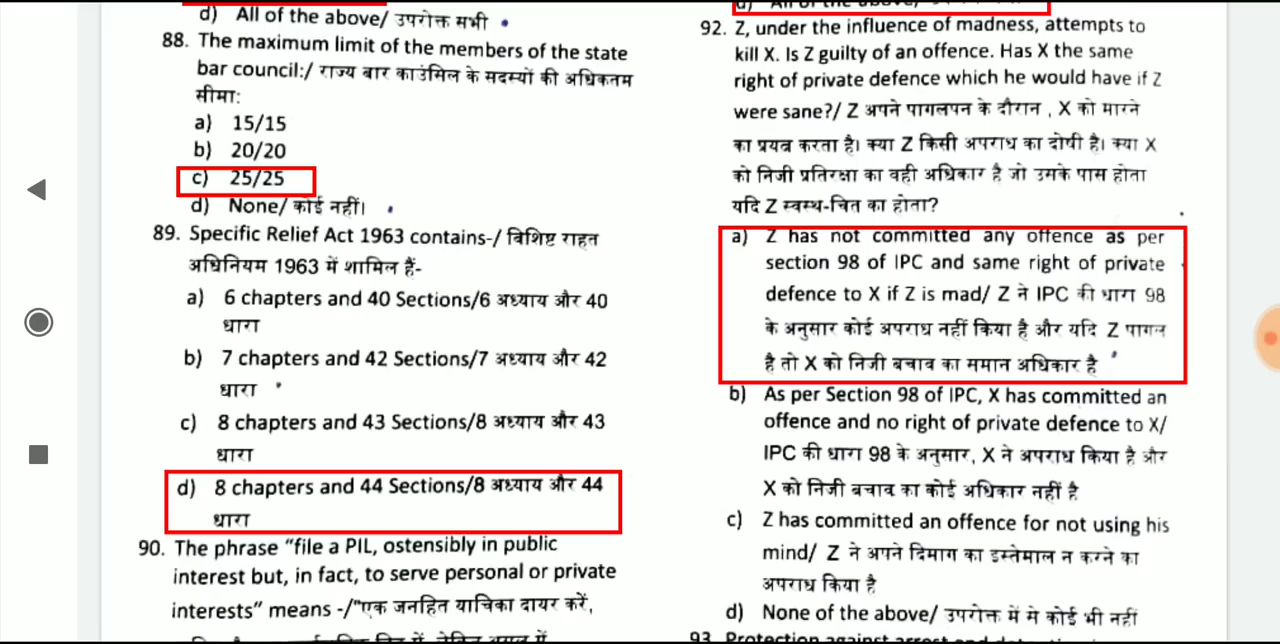 d) All of the above/ उपरोक्त सभी
88. The maximum limit of the members of the state
bar council:/ राज्य बार काउंमिल के सदस्यों की अधिकतम
सीमा:
a) 15/15
b) 20/20
c) 25/25
d) None/ कोई नहीं।
89. Specific Relief Act 1963 contains-/ विशिष्ट राहत
अधिनियम 1963 में शामिल हैं-
a) 6 chapters and 40 Sections/6 अध्याय और 40
धारा
b) 7 chapters and 42 Sections/7 अध्याय और 42
धारा
c) 8 chapters and 43 Sections/8 अध्याय और 43
धारा
d) 8 chapters and 44 Sections/8 अध्याय और 44
धारा
90. The phrase "file a PIL, ostensibly in public
interest but, in fact, to serve personal or private
interests" means -/"एक जनहित याचिका दायर करें,
92. Z, under the influence of madness, attempts to
kill X. Is Z guilty of an offence. Has X the same
right of private defence which he would have if Z
were sane?/ Z अपने पागलपन के दौरान , X को मारने
का प्रयत्न करता है। क्या Z किसी अपराध का दोषी है। क्या X
को निजी प्रतिरक्षा का वही अधिकार है जो उसके पास होता
यदि Z स्वस्थ-चित का होता?
a) Z has not committed any offence as per
section 98 of IPC and same right of private
defence to X if Z is mad/ Z ने IPC की धारा 98
के अनुसार कोई अपराध नहीं किया है और यदि Z पागल
है तो X को निजी बचाव का समान अधिकार है
b) As per Section 98 of IPC, X has committed an
offence and no right of private defence to X/
IPC की धारा 98 के अनुसार, X ने अपराध किया है और
X को निजी बचाव का कोई अधिकार नहीं है
c) Z has committed an offence for not using his
mind/ Z ने अपने दिमाग का इस्तेमाल न करने का
अपराध किया है
d) None of the above/ उपरोक्त में मे कोई भी नहीं
93. Protection against arrest and